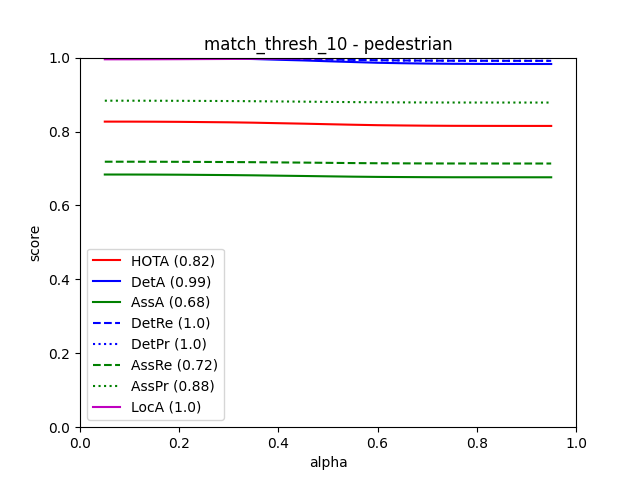 match_thresh_10 - pedestrian
1.0
0.8
0.6
0.4
0.2
0.0
score
HOTA (0.82)
DetA (0.99)
AssA (0.68)
DetRe (1.0)
DetPr (1.0)
AssRe (0.72)
AssPr (0.88)
LocA (1.0)
0.0 0.2 0.4 0.6 0.8 1.0
alpha